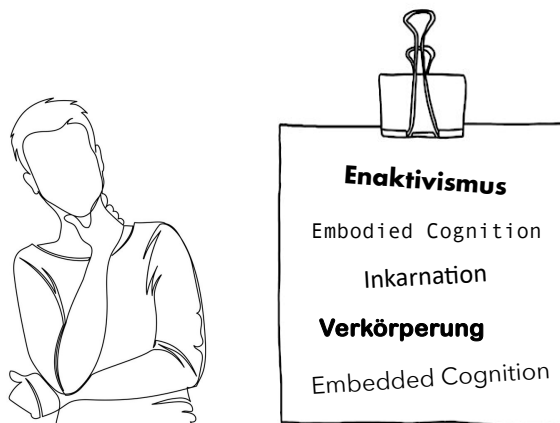 Enaktivismus
Embodied Cognition
Inkarnation
Verkörperung
Embedded Cognition